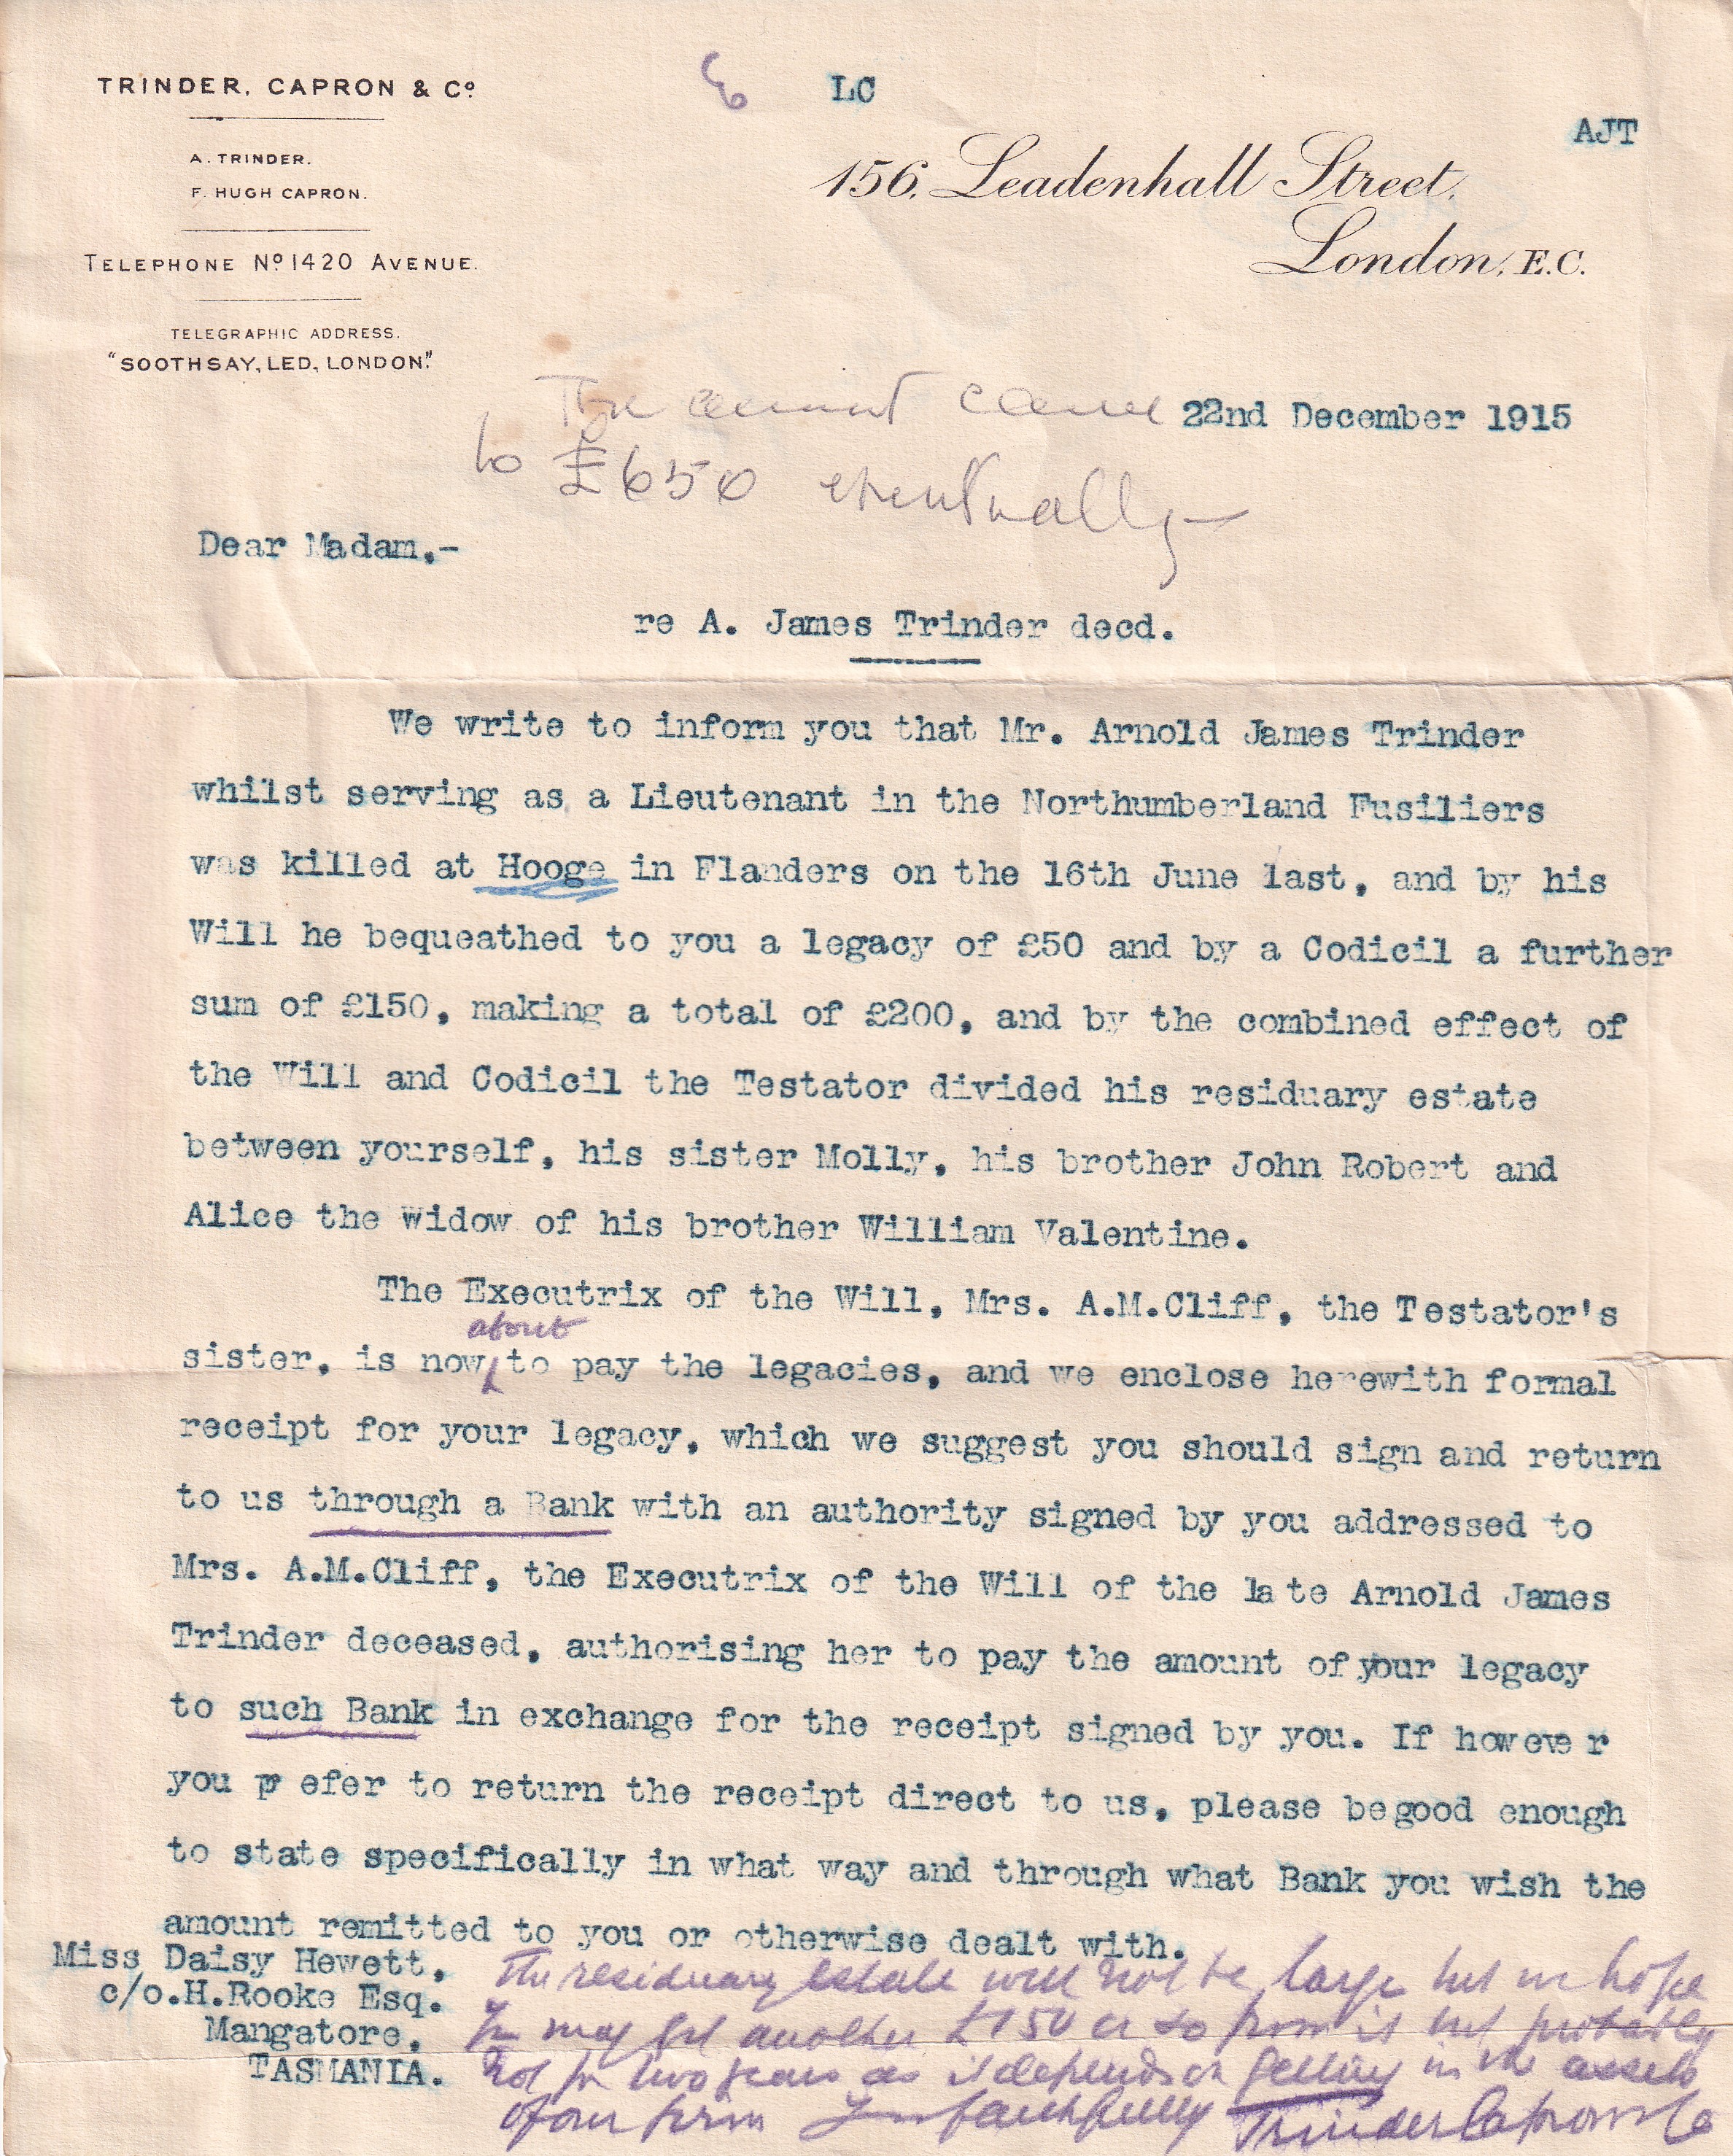 TRINDER, CAPRON & Cº
A. TRINDER.
F. HUGH CAPRON.
TELEPHONE Nº 1420 AVENUE.
TELEGRAPHIC ADDRESS.
"SOOTHSAY, LED, LONDON."
LC
AJT
156, Leadenhall Street,
London, E.C.
The amount came
to £650 eventually
22nd December 1915
Dear Madam,-
re A. James Trinder decd.
We write to inform you that Mr. Arnold James Trinder
whilst serving as a Lieutenant in the Northumberland Fusiliers
was killed at Hooge in Flanders on the 16th June last, and by his
Will he bequeathed to you a legacy of £50 and by a Codicil a further
sum of £150, making a total of £200, and by the combined effect of
the Will and Codicil the Testator divided his residuary estate
between yourself, his sister Molly, his brother John Robert and
Alice the widow of his brother William Valentine.
The Executrix of the Will, Mrs. A.M.Cliff, the Testator's
about
sister, is now to pay the legacies, and we enclose herewith formal
receipt for your legacy, which we suggest you should sign and return
to us through a Bank with an authority signed by you addressed to
Mrs. A.M.Cliff, the Executrix of the Will of the late Arnold James
Trinder deceased, authorising her to pay the amount of your legacy
to such Bank in exchange for the receipt signed by you. If however
you prefer to return the receipt direct to us, please be good enough
to state specifically in what way and through what Bank you wish the
amount remitted to you or otherwise dealt with.
Miss Daisy Hewett,
c/o.H.Rooke Esq.
Mangatore,
TASMANIA.
The residuary estate will not be large but we hope
you may get another £150 or so from it but probably
not for two years as it depends on getting in the assets
of our firm Yours faithfully Trinder Capron & Co